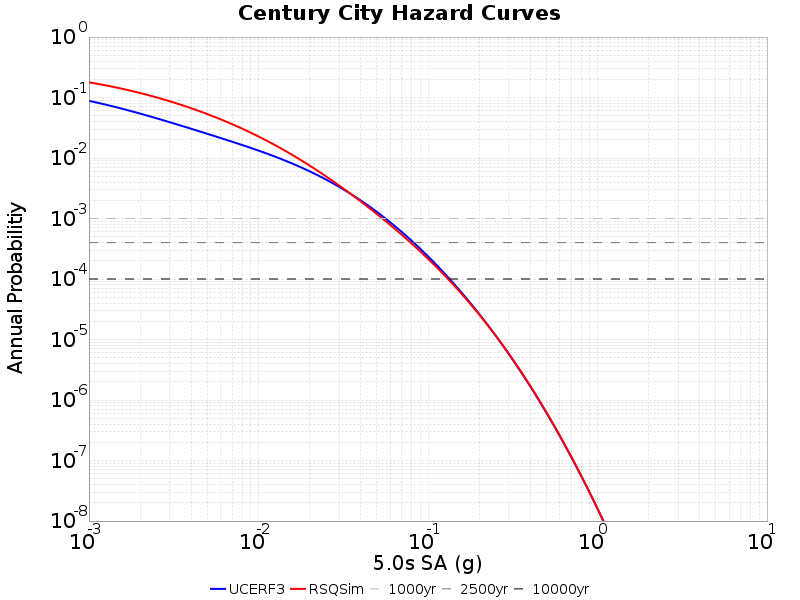 Century City Hazard Curves
Annual Probabilitiy
10^0
10^-1
10^-2
10^-3
10^-4
10^-5
10^-6
10^-7
10^-8
10^-3 10^-2 10^-1 10^0 10^1
5.0s SA (g)
UCERF3 RSQSim 1000yr 2500yr 10000yr